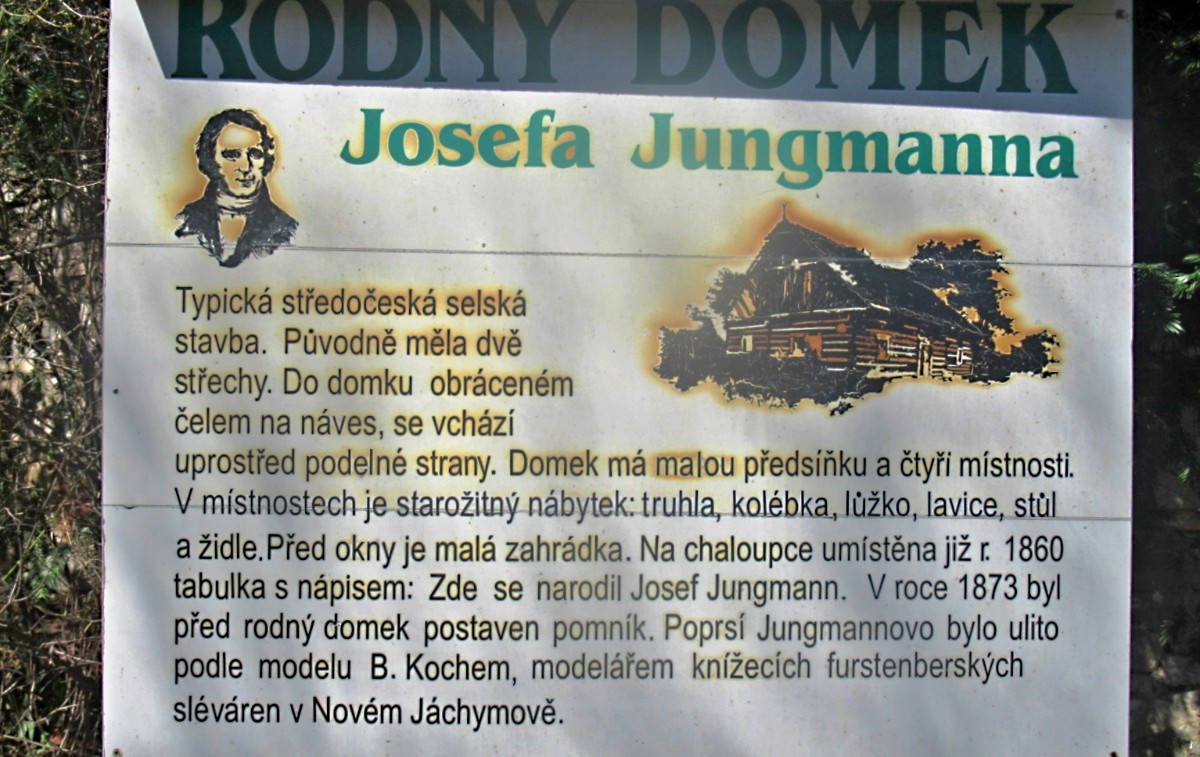 RODNÝ DOMEK
Josefa Jungmanna
Typická středočeská selská
stavba. Původně měla dvě
střechy. Do domku obráceném
čelem na náves, se vchází
uprostřed podelné strany. Domek má malou předsíňku a čtyři místnosti.
V místnostech je starožitný nábytek: truhla, kolébka, lůžko, lavice, stůl
a židle.Před okny je malá zahrádka. Na chaloupce umístěna již r. 1860
tabulka s nápisem: Zde se narodil Josef Jungmann. V roce 1873 byl
před rodný domek postaven pomník. Poprsí Jungmannovo bylo ulito
podle modelu B. Kochem, modelářem knížecích furstenberských
sléváren v Novém Jáchymově.